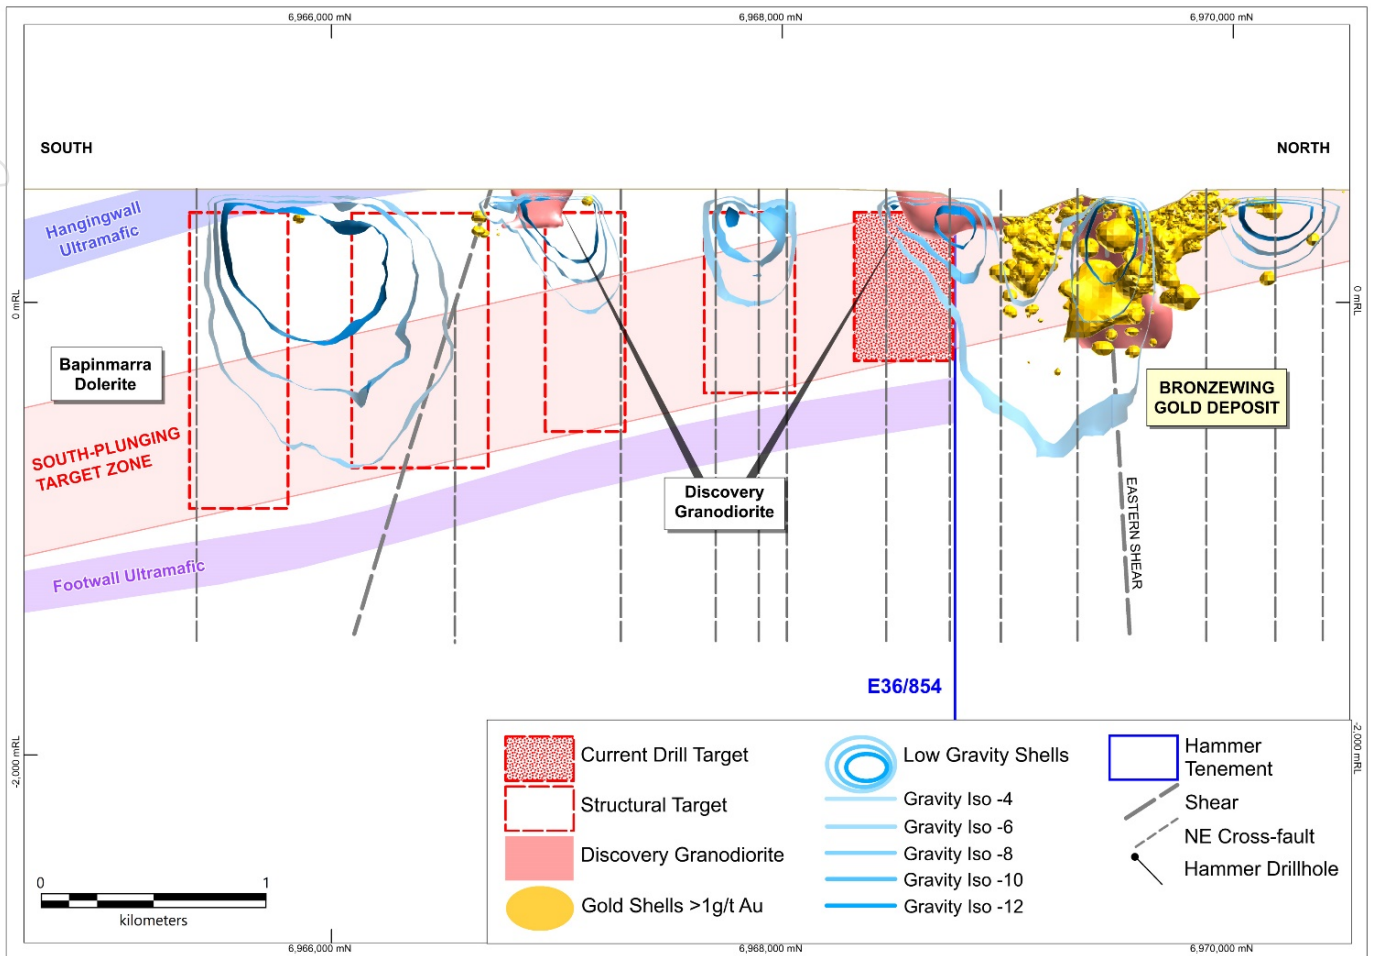 6,966,000 mN
6,968,000 mN
6,970,000 mN
SOUTH
NORTH
Hangingwall
Ultramafic
0 mRL
0 mRL
Bapinmarra
Dolerite
BRONZEWING
GOLD DEPOSIT
SOUTH-PLUNGING
TARGET ZONE
Discovery
Granodiorite
EASTERN SHEAR
Footwall Ultramafic
E36/854
-2,000 mRL
-2,000 mRL
Current Drill Target
Structural Target
Discovery Granodiorite
Gold Shells >1g/t Au
Low Gravity Shells
Gravity Iso -4
Gravity Iso -6
Gravity Iso -8
Gravity Iso -10
Gravity Iso -12
Hammer
Tenement
Shear
NE Cross-fault
Hammer Drillhole
0
1
kilometers
6,966,000 mN
6,968,000 mN
6,970,000 mN